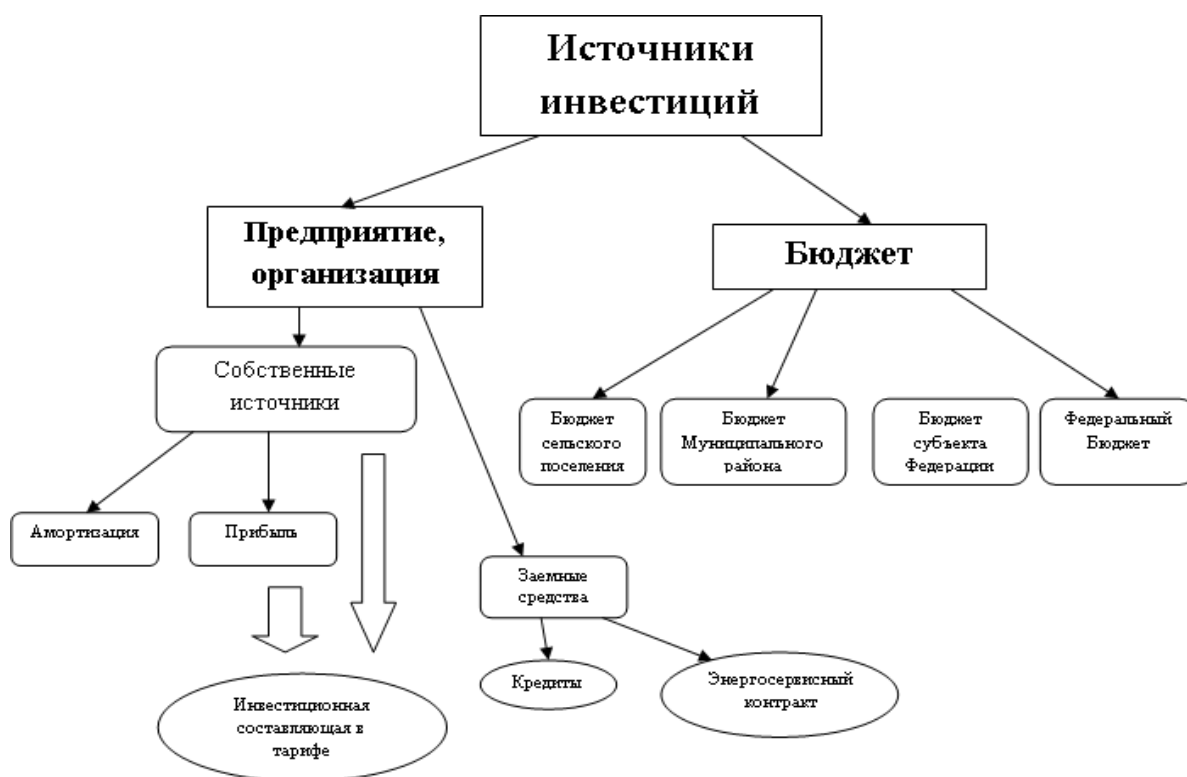 Источники
инвестиций
Предприятие,
организация
Бюджет
Собственные
источники
Бюджет
сельского
поселения
Бюджет
Муниципального
района
Бюджет
субъекта
Федерации
Федеральный
Бюджет
Амортизация
Прибыль
Заемные
средства
Кредиты
Энергосервисный
контракт
Инвестиционная
составляющая в
тарифе